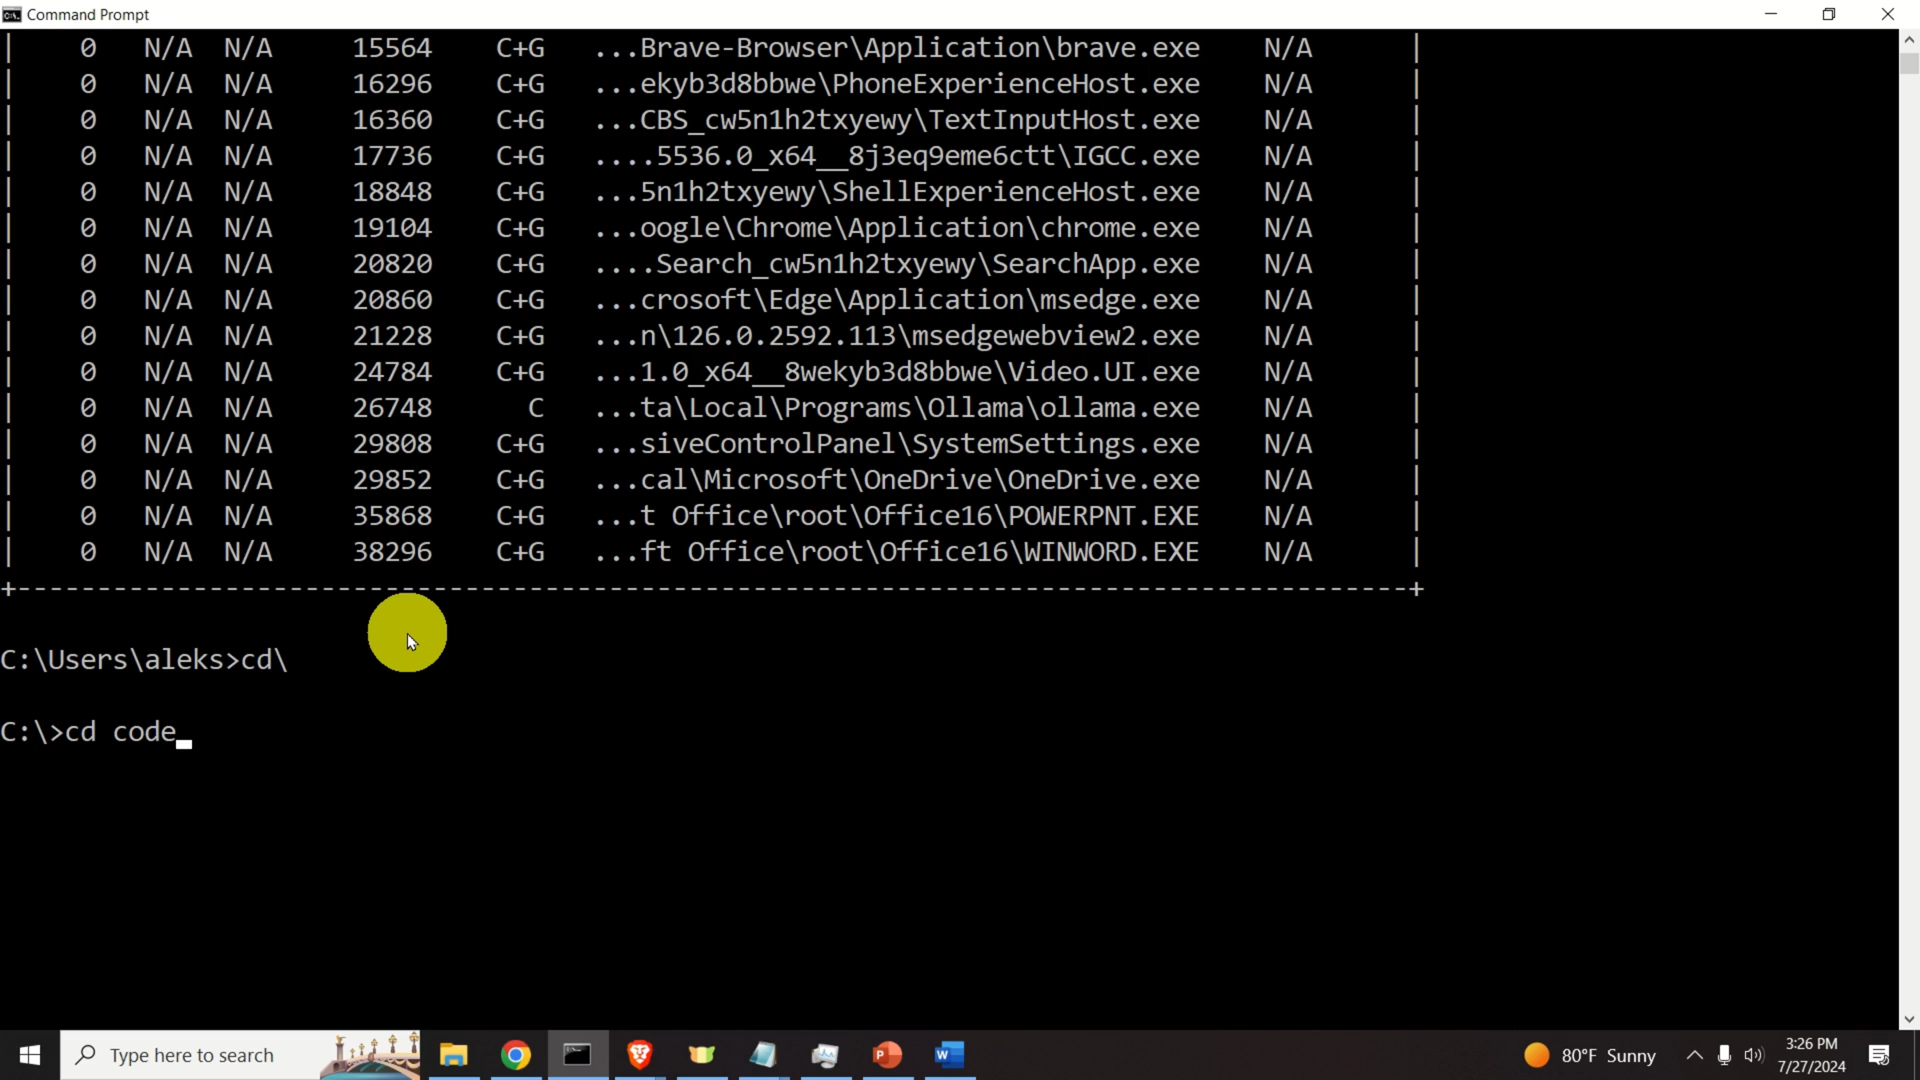 Command Prompt
| 0 N/A N/A 15564 C+G ...Brave-Browser\Application\brave.exe N/A |
| 0 N/A N/A 16296 C+G ...ekyb3d8bbwe\PhoneExperienceHost.exe N/A |
| 0 N/A N/A 16360 C+G ...CBS_cw5n1h2txyewy\TextInputHost.exe N/A |
| 0 N/A N/A 17736 C+G ....5536.0_x64__8j3eq9eme6ctt\IGCC.exe N/A |
| 0 N/A N/A 18848 C+G ...5n1h2txyewy\ShellExperienceHost.exe N/A |
| 0 N/A N/A 19104 C+G ...oogle\Chrome\Application\chrome.exe N/A |
| 0 N/A N/A 20820 C+G ....Search_cw5n1h2txyewy\SearchApp.exe N/A |
| 0 N/A N/A 20860 C+G ...crosoft\Edge\Application\msedge.exe N/A |
| 0 N/A N/A 21228 C+G ...n\126.0.2592.113\msedgewebview2.exe N/A |
| 0 N/A N/A 24784 C+G ...1.0_x64__8wekyb3d8bbwe\Video.UI.exe N/A |
| 0 N/A N/A 26748 C ...ta\Local\Programs\Ollama\ollama.exe N/A |
| 0 N/A N/A 29808 C+G ...siveControlPanel\SystemSettings.exe N/A |
| 0 N/A N/A 29852 C+G ...cal\Microsoft\OneDrive\OneDrive.exe N/A |
| 0 N/A N/A 35868 C+G ...t Office\root\Office16\POWERPNT.EXE N/A |
| 0 N/A N/A 38296 C+G ...ft Office\root\Office16\WINWORD.EXE N/A |
+-----------------------------------------------------------------------------------------+
C:\Users\aleks>cd\
C:\>cd code_
Type here to search
80°F Sunny
3:26 PM
7/27/2024